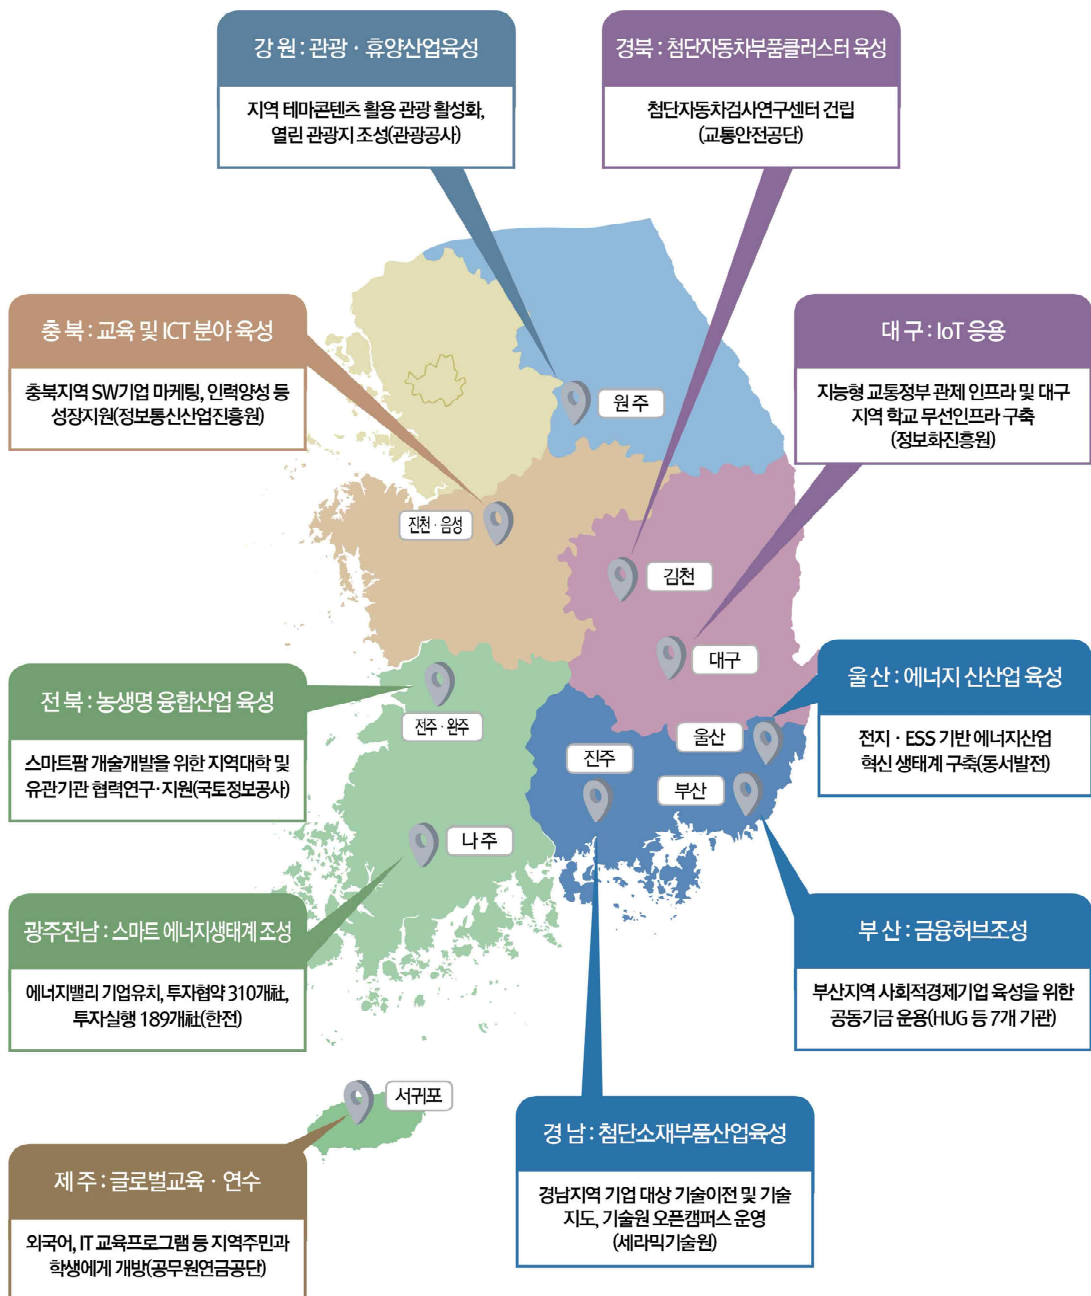 강 원 : 관광 · 휴양산업육성
지역 테마콘텐츠 활용 관광 활성화,
열린 관광지 조성(관광공사)
경북 : 첨단자동차부품클러스터 육성
첨단자동차검사연구센터 건립
(교통안전공단)
충 북 : 교육 및 ICT 분야 육성
충북지역 SW기업 마케팅, 인력양성 등
성장지원(정보통신산업진흥원)
대 구 : IoT 응용
지능형 교통정부 관제 인프라 및 대구
지역 학교 무선인프라 구축
(정보화진흥원)
원 주
진천 · 음성
김천
대구
전 북 : 농생명 융합산업 육성
스마트팜 개술개발을 위한 지역대학 및
유관기관 협력연구·지원(국토정보공사)
전주 · 완주
울산
진주
부산
나 주
울 산 : 에너지 신산업 육성
전지 · ESS 기반 에너지산업
혁신 생태계 구축(동서발전)
광주전남 : 스마트 에너지생태계 조성
에너지밸리 기업유치, 투자협약 310개社,
투자실행 189개社(한전)
부 산 : 금융허브조성
부산지역 사회적경제기업 육성을 위한
공동기금 운용(HUG 등 7개 기관)
서귀포
제 주 : 글로벌교육 · 연수
외국어, IT 교육프로그램 등 지역주민과
학생에게 개방(공무원연금공단)
경 남 : 첨단소재부품산업육성
경남지역 기업 대상 기술이전 및 기술
지도, 기술원 오픈캠퍼스 운영
(세라믹기술원)